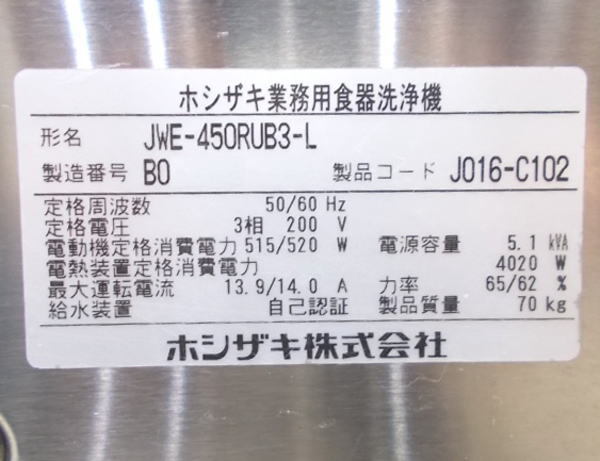 ホシザキ業務用食器洗浄機
形名 JWE-450RUB3-L
製造番号 B0 製品コード J016-C102
定格周波数 50/60 Hz
定格電圧 3相 200 V
電動機定格消費電力 515/520 W 電源容量 5.1 kVA
電熱装置定格消費電力 4020 W
最大運転電流 13.9/14.0 A 力率 65/62 %
給水装置 自己認証 製品質量 70 kg
ホシザキ株式会社